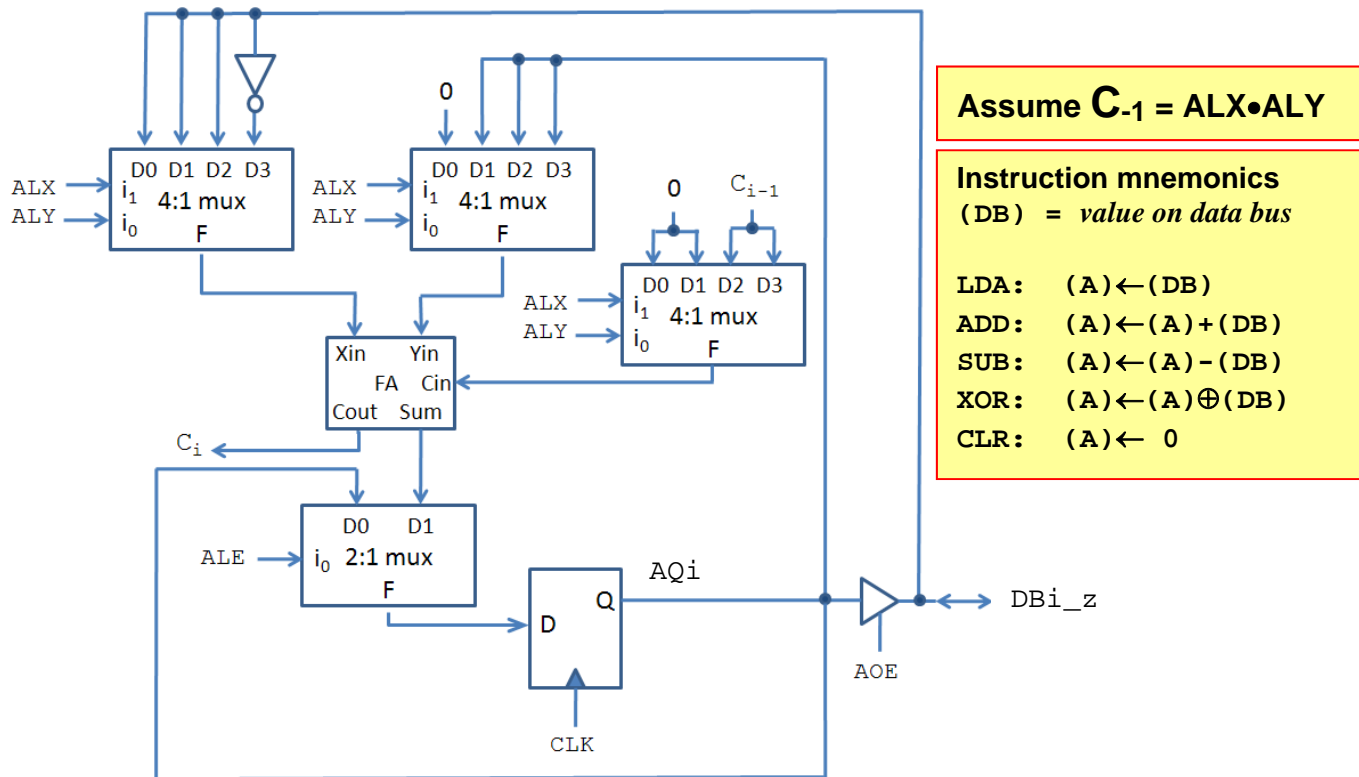 0
D0 D1 D2 D3
ALX
i1
4:1 mux
ALY
i0
F
D0 D1 D2 D3
ALX
i1
4:1 mux
ALY
i0
F
0
Ci-1
D0 D1 D2 D3
ALX
i1
4:1 mux
ALY
i0
F
Xin Yin
FA Cin
Cout Sum
Ci
D0 D1
ALE
i0 2:1 mux
F
AQi
Q
D
CLK
AOE
DBi_z
Assume C-1 = ALX•ALY
Instruction mnemonics
(DB) = value on data bus
LDA: (A)←(DB)
ADD: (A)←(A)+(DB)
SUB: (A)←(A)-(DB)
XOR: (A)←(A)⊕(DB)
CLR: (A)← 0